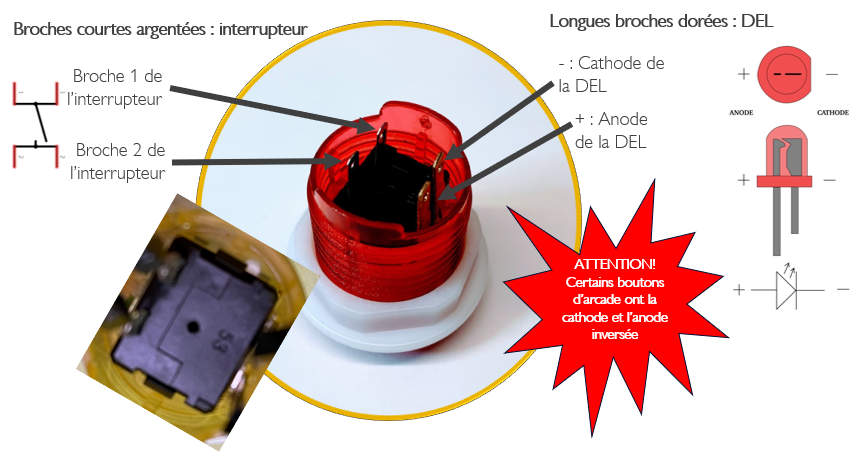 Broches courtes argentées : interrupteur
Longues broches dorées : DEL
Broche 1 de
l'interrupteur
Broche 2 de
l'interrupteur
- : Cathode de
la DEL
+ : Anode
de la DEL
+ −
ANODE CATHODE
+ −
+ −
ATTENTION!
Certains boutons
d'arcade ont la
cathode et l'anode
inversée
53